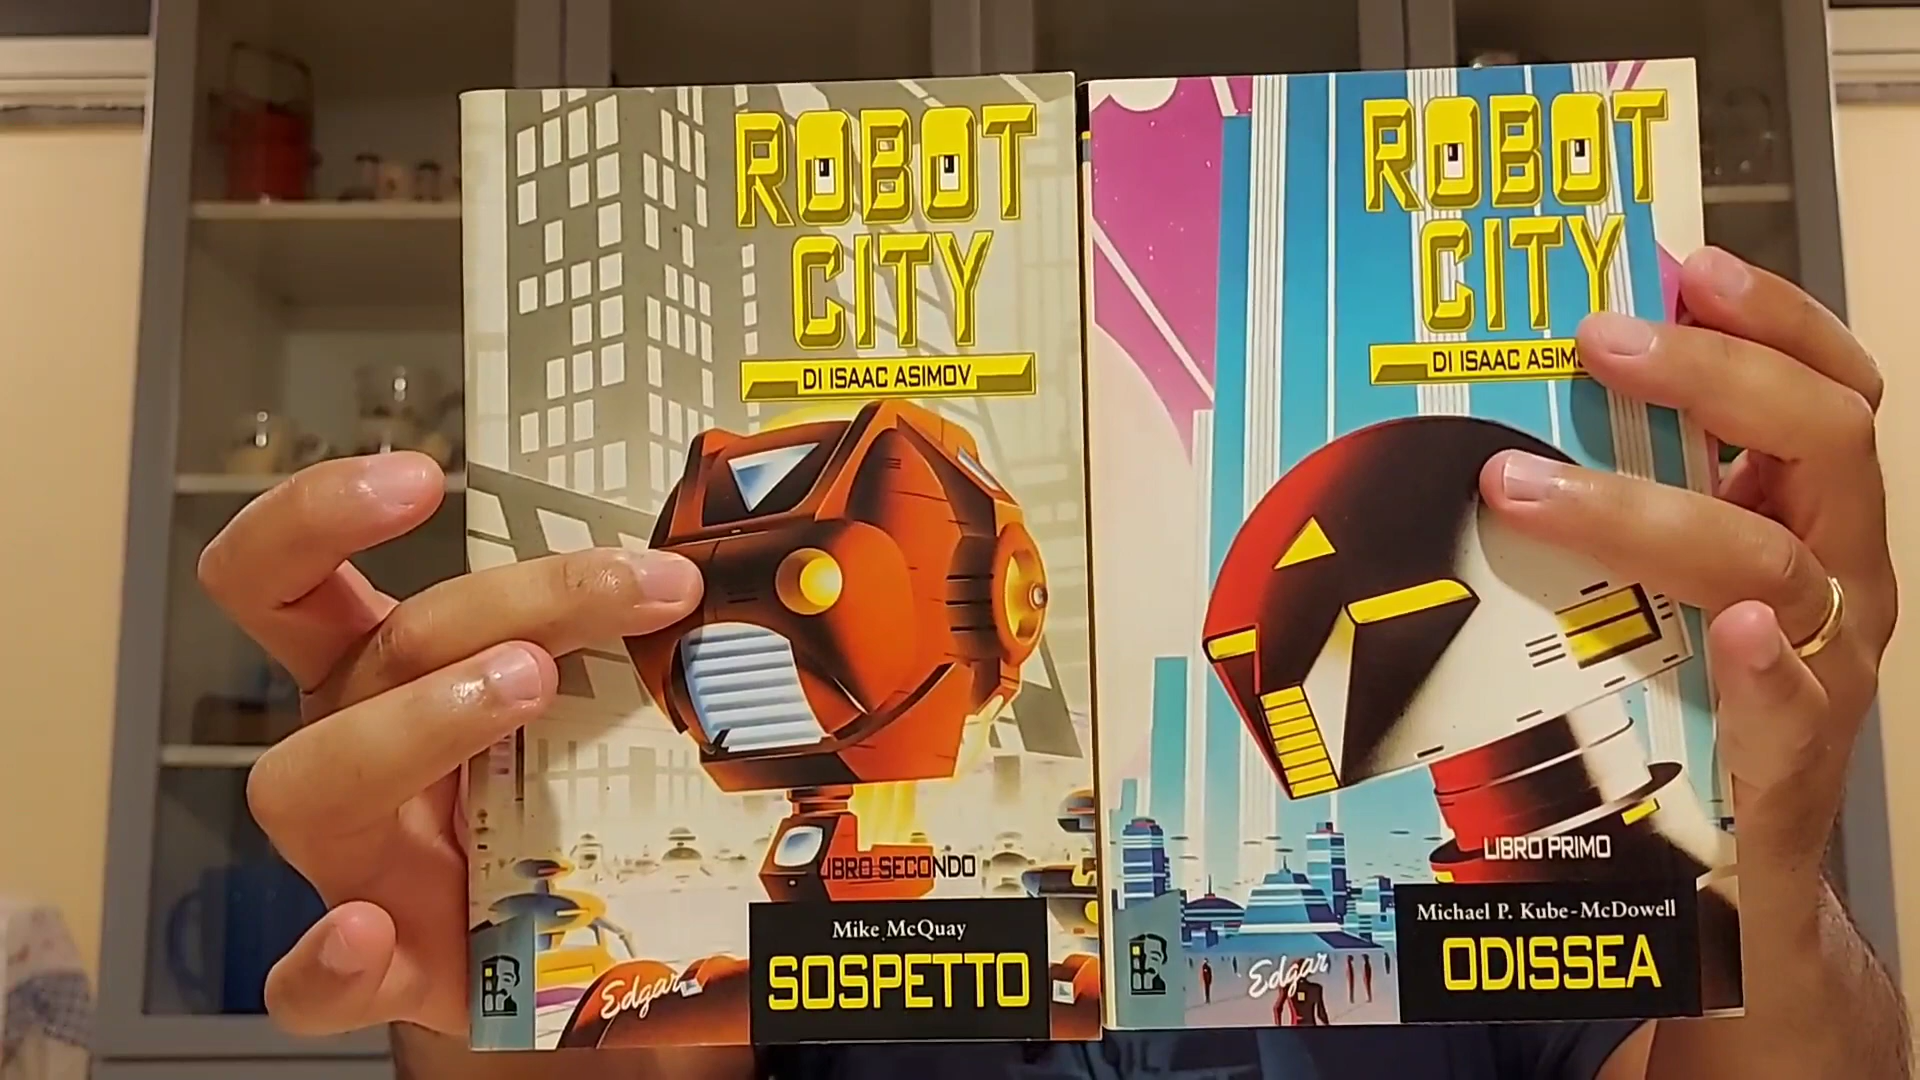 ROBOT
CITY
DI ISAAC ASIMOV
LIBRO SECONDO
Mike McQuay
SOSPETTO
Edgar
ROBOT
CITY
DI ISAAC
LIBRO PRIMO
Michael P. Kube-McDowell
ODISSEA
Edgar